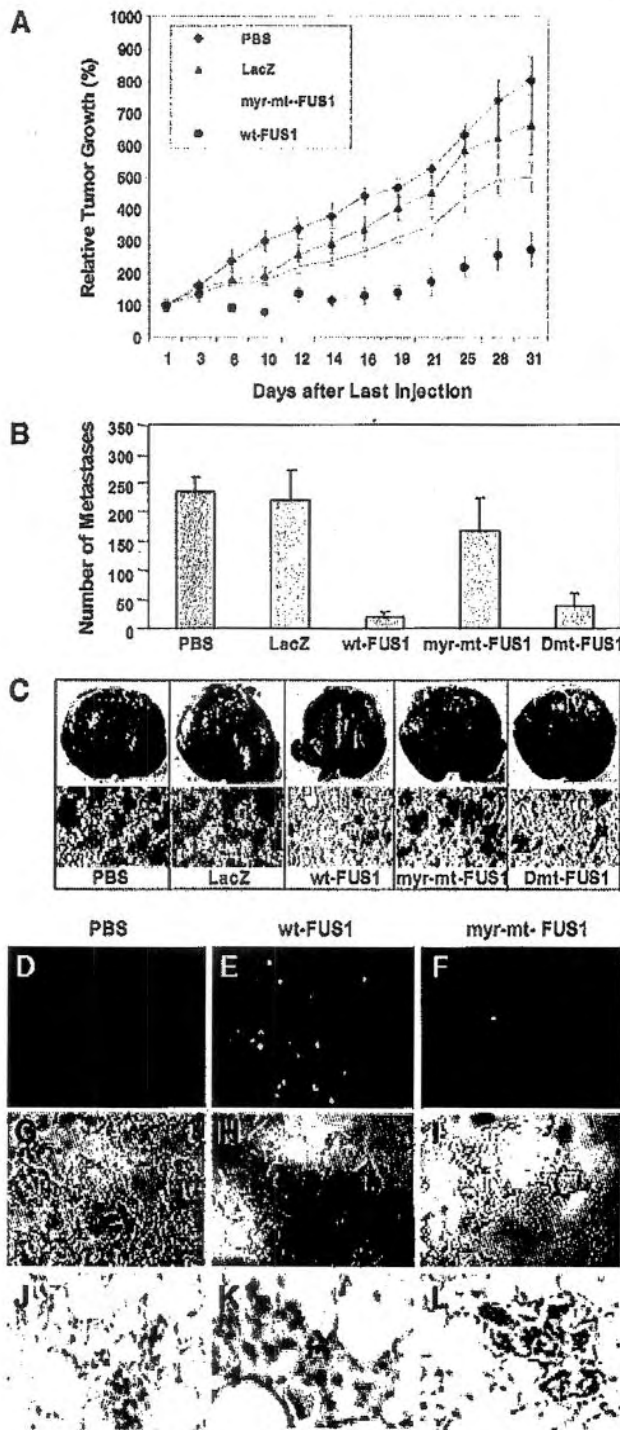 A
Relative Tumor Growth (%)
1000
900
800
700
600
500
400
300
200
100
0
PBS
LacZ
myr-mt--FUS1
wt-FUS1
1 3 6 10 12 14 16 19 21 25 28 31
Days after Last Injection
B
Number of Metastases
350
300
250
200
150
100
50
0
PBS LacZ wt-FUS1 myr-mt-FUS1 Dmt-FUS1
C
PBS LacZ wt-FUS1 myr-mt-FUS1 Dmt-FUS1
PBS wt-FUS1 myr-mt- FUS1
D E F
G H I
J K L